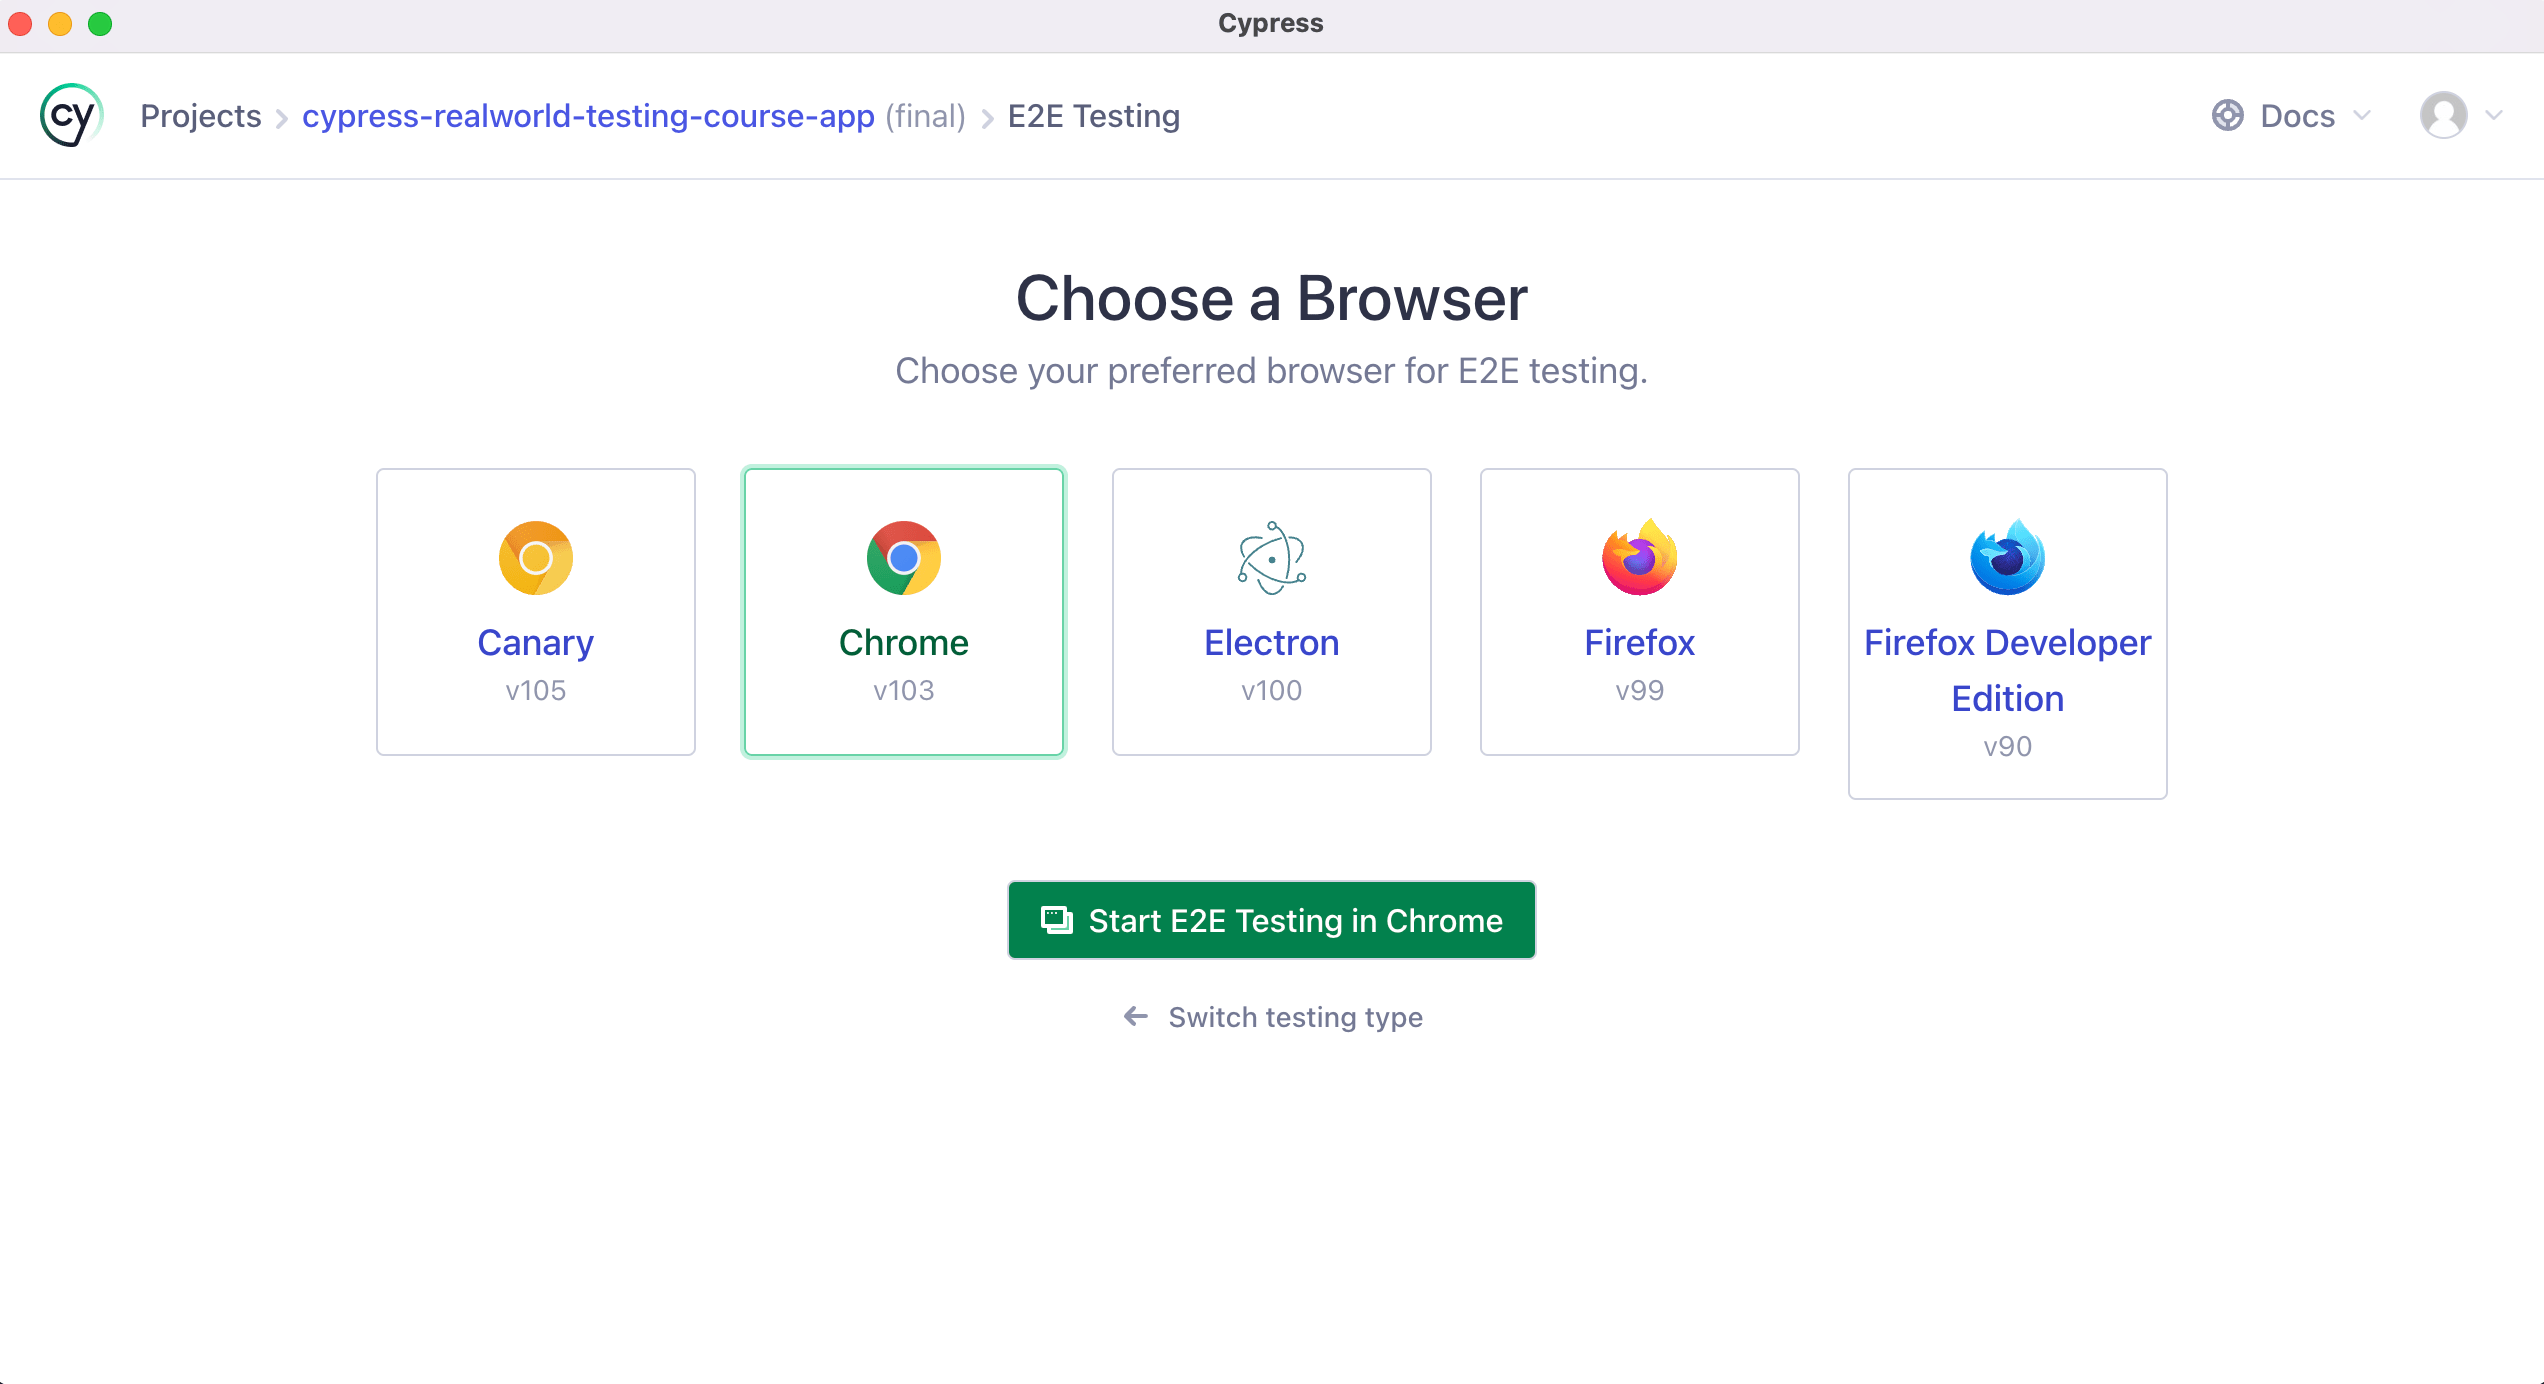 Cypress
cy Projects cypress-realworld-testing-course-app (final) E2E Testing Docs
Choose a Browser
Choose your preferred browser for E2E testing.
Canary
v105
Chrome
v103
Electron
v100
Firefox
v99
Firefox Developer
Edition
v90
Start E2E Testing in Chrome
Switch testing type